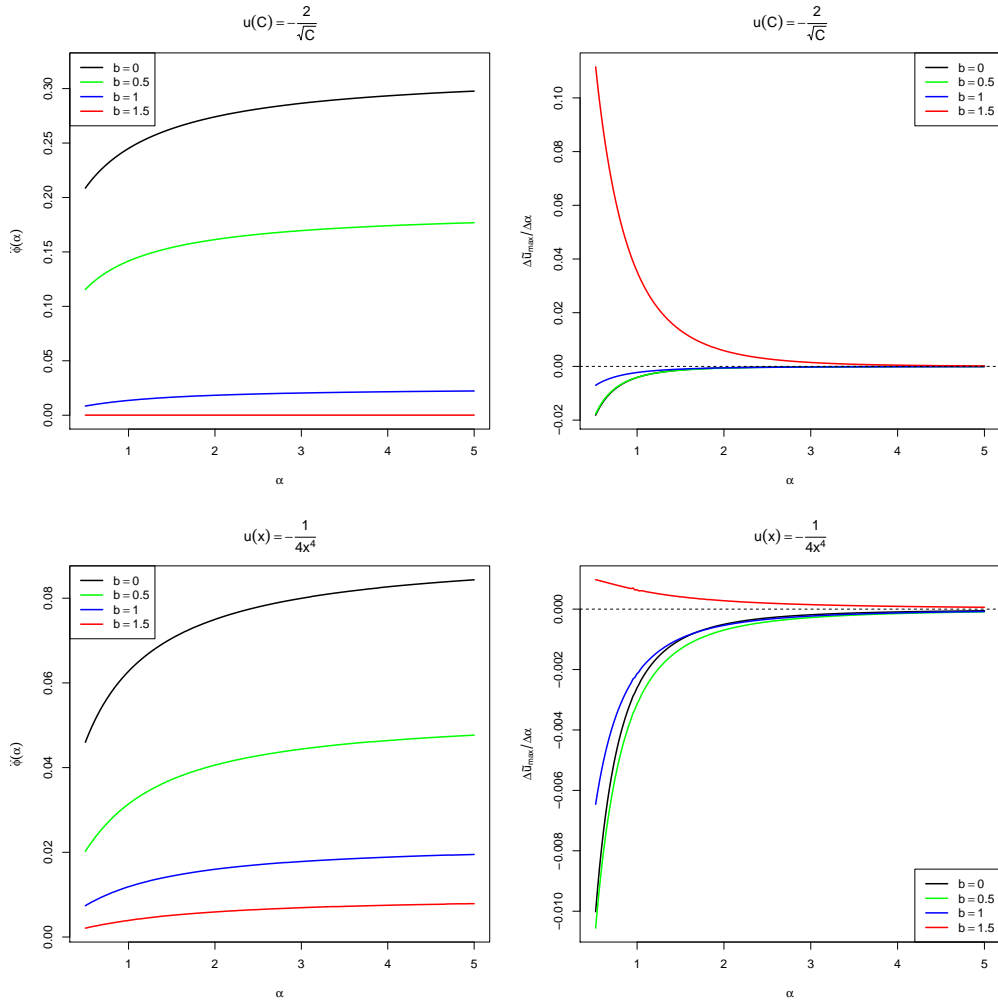 u(C) = −2/√C
b = 0
b = 0.5
b = 1
b = 1.5
0.00 0.05 0.10 0.15 0.20 0.25 0.30
ϕ̈(α)
1 2 3 4 5
α
u(C) = −2/√C
b = 0
b = 0.5
b = 1
b = 1.5
−0.02 0.00 0.02 0.04 0.06 0.08 0.10
Δũmax/Δα
1 2 3 4 5
α
u(x) = −1/4x⁴
b = 0
b = 0.5
b = 1
b = 1.5
0.00 0.02 0.04 0.06 0.08
ϕ̈(α)
1 2 3 4 5
α
u(x) = −1/4x⁴
−0.010 −0.008 −0.006 −0.004 −0.002 0.000
Δũmax/Δα
b = 0
b = 0.5
b = 1
b = 1.5
1 2 3 4 5
α